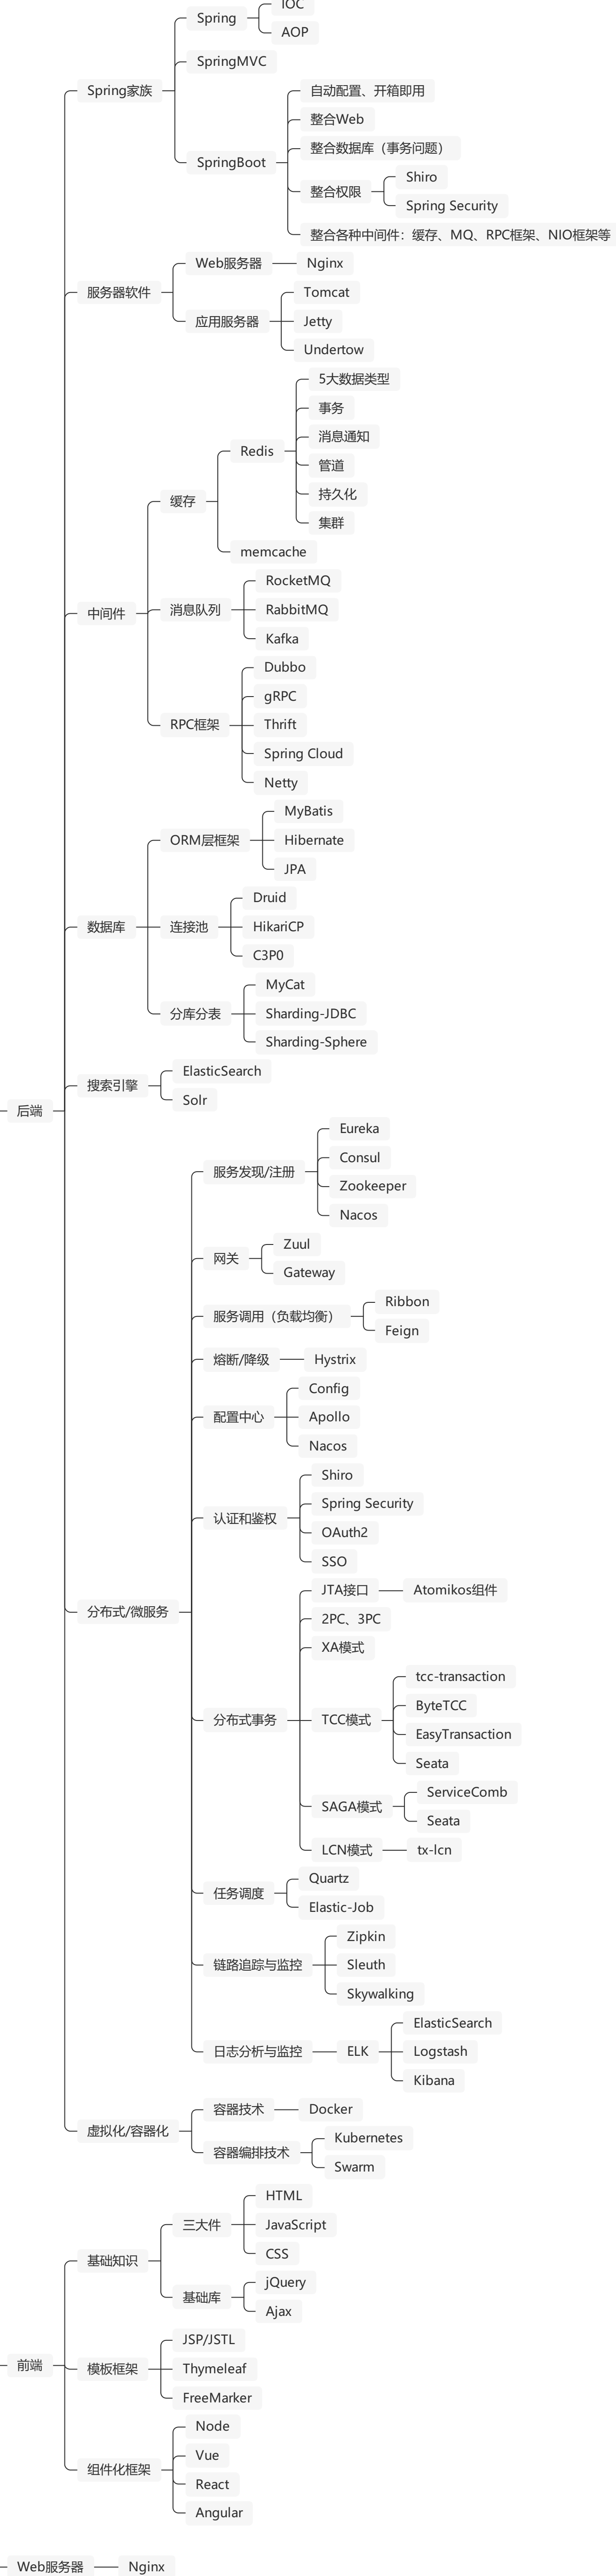 IOC
Spring
AOP
SpringMVC
Spring家族
自动配置、开箱即用
整合Web
整合数据库（事务问题）
SpringBoot
Shiro
整合权限
Spring Security
整合各种中间件：缓存、MQ、RPC框架、NIO框架等
Web服务器
Nginx
服务器软件
Tomcat
应用服务器
Jetty
Undertow
5大数据类型
事务
消息通知
Redis
管道
持久化
缓存
集群
memcache
RocketMQ
中间件
消息队列
RabbitMQ
Kafka
Dubbo
gRPC
RPC框架
Thrift
Spring Cloud
Netty
MyBatis
ORM层框架
Hibernate
JPA
Druid
数据库
连接池
HikariCP
C3P0
MyCat
分库分表
Sharding-JDBC
Sharding-Sphere
ElasticSearch
搜索引擎
Solr
后端
Eureka
Consul
服务发现/注册
Zookeeper
Nacos
Zuul
网关
Gateway
Ribbon
服务调用（负载均衡）
Feign
熔断/降级
Hystrix
Config
配置中心
Apollo
Nacos
Shiro
Spring Security
认证和鉴权
OAuth2
SSO
JTA接口
Atomikos组件
分布式/微服务
2PC、3PC
XA模式
tcc-transaction
ByteTCC
分布式事务
TCC模式
EasyTransaction
Seata
ServiceComb
SAGA模式
Seata
LCN模式
tx-lcn
Quartz
任务调度
Elastic-Job
Zipkin
链路追踪与监控
Sleuth
Skywalking
ElasticSearch
日志分析与监控
ELK
Logstash
Kibana
容器技术
Docker
虚拟化/容器化
Kubernetes
容器编排技术
Swarm
HTML
三大件
JavaScript
CSS
基础知识
jQuery
基础库
Ajax
JSP/JSTL
前端
模板框架
Thymeleaf
FreeMarker
Node
Vue
组件化框架
React
Angular
Web服务器
Nginx